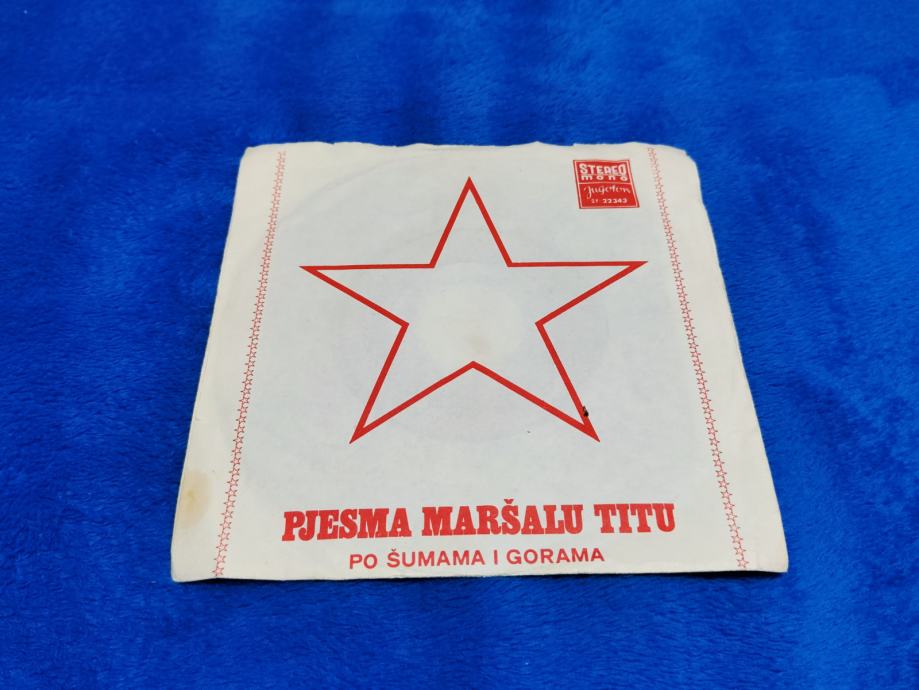 STEREO
mono
Jugoton
SY 22343
PJESMA MARŠALU TITU
PO ŠUMAMA I GORAMA